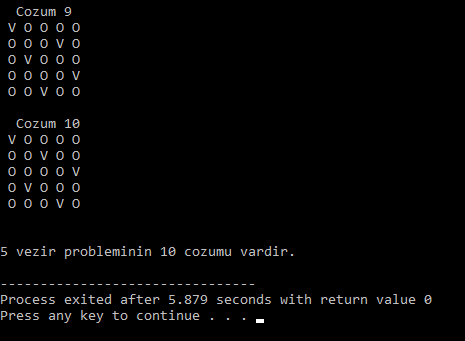 Cozum 9
V O O O O
O O O V O
O V O O O
O O O O V
O O V O O
Cozum 10
V O O O O
O O V O O
O O O O V
O V O O O
O O O V O
5 vezir probleminin 10 cozumu vardir.
--------------------------------
Process exited after 5.879 seconds with return value 0
Press any key to continue . . .